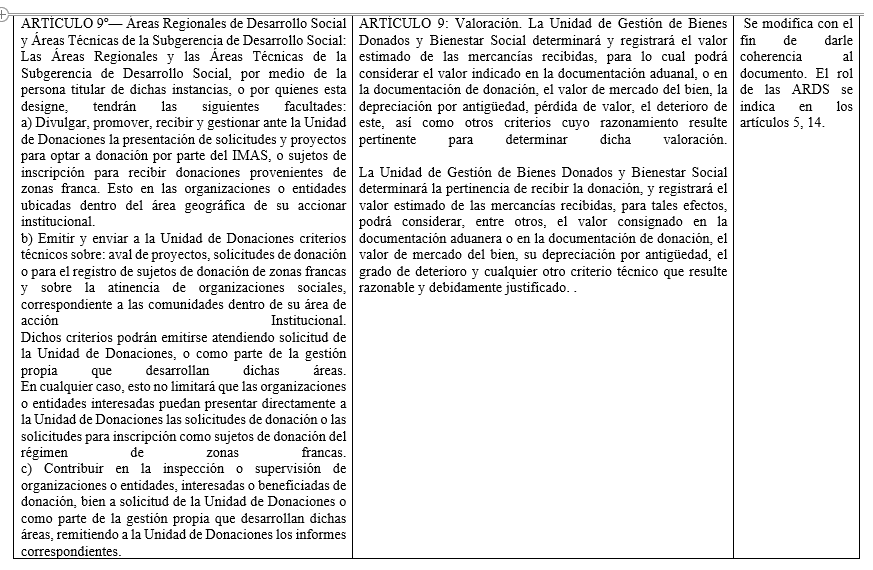 ARTÍCULO 9°— Áreas Regionales de Desarrollo Social
y Áreas Técnicas de la Subgerencia de Desarrollo Social:
Las Áreas Regionales y las Áreas Técnicas de la
Subgerencia de Desarrollo Social, por medio de la
persona titular de dichas instancias, o por quienes esta
designe, tendrán las siguientes facultades:
a) Divulgar, promover, recibir y gestionar ante la Unidad
de Donaciones la presentación de solicitudes y proyectos
para optar a donación por parte del IMAS, o sujetos de
inscripción para recibir donaciones provenientes de
zonas franca. Esto en las organizaciones o entidades
ubicadas dentro del área geográfica de su accionar
institucional.
b) Emitir y enviar a la Unidad de Donaciones criterios
técnicos sobre: aval de proyectos, solicitudes de donación
o para el registro de sujetos de donación de zonas francas
y sobre la atinencia de organizaciones sociales,
correspondiente a las comunidades dentro de su área de
acción Institucional.
Dichos criterios podrán emitirse atendiendo solicitud de
la Unidad de Donaciones, o como parte de la gestión
propia que desarrollan dichas áreas.
En cualquier caso, esto no limitará que las organizaciones
o entidades interesadas puedan presentar directamente a
la Unidad de Donaciones las solicitudes de donación o las
solicitudes para inscripción como sujetos de donación del
régimen de zonas francas.
c) Contribuir en la inspección o supervisión de
organizaciones o entidades, interesadas o beneficiadas de
donación, bien a solicitud de la Unidad de Donaciones o
como parte de la gestión propia que desarrollan dichas
áreas, remitiendo a la Unidad de Donaciones los informes
correspondientes.
ARTÍCULO 9: Valoración. La Unidad de Gestión de Bienes
Donados y Bienestar Social determinará y registrará el valor
estimado de las mercancías recibidas, para lo cual podrá
considerar el valor indicado en la documentación aduanal, o en
la documentación de donación, el valor de mercado del bien, la
depreciación por antigüedad, pérdida de valor, el deterioro de
este, así como otros criterios cuyo razonamiento resulte
pertinente para determinar dicha valoración.
La Unidad de Gestión de Bienes Donados y Bienestar Social
determinará la pertinencia de recibir la donación, y registrará el
valor estimado de las mercancías recibidas, para tales efectos,
podrá considerar, entre otros, el valor consignado en la
documentación aduanera o en la documentación de donación, el
valor de mercado del bien, su depreciación por antigüedad, el
grado de deterioro y cualquier otro criterio técnico que resulte
razonable y debidamente justificado. .
Se modifica con el
fin de darle
coherencia al
documento. El rol
de las ARDS se
indica en los
artículos 5, 14.